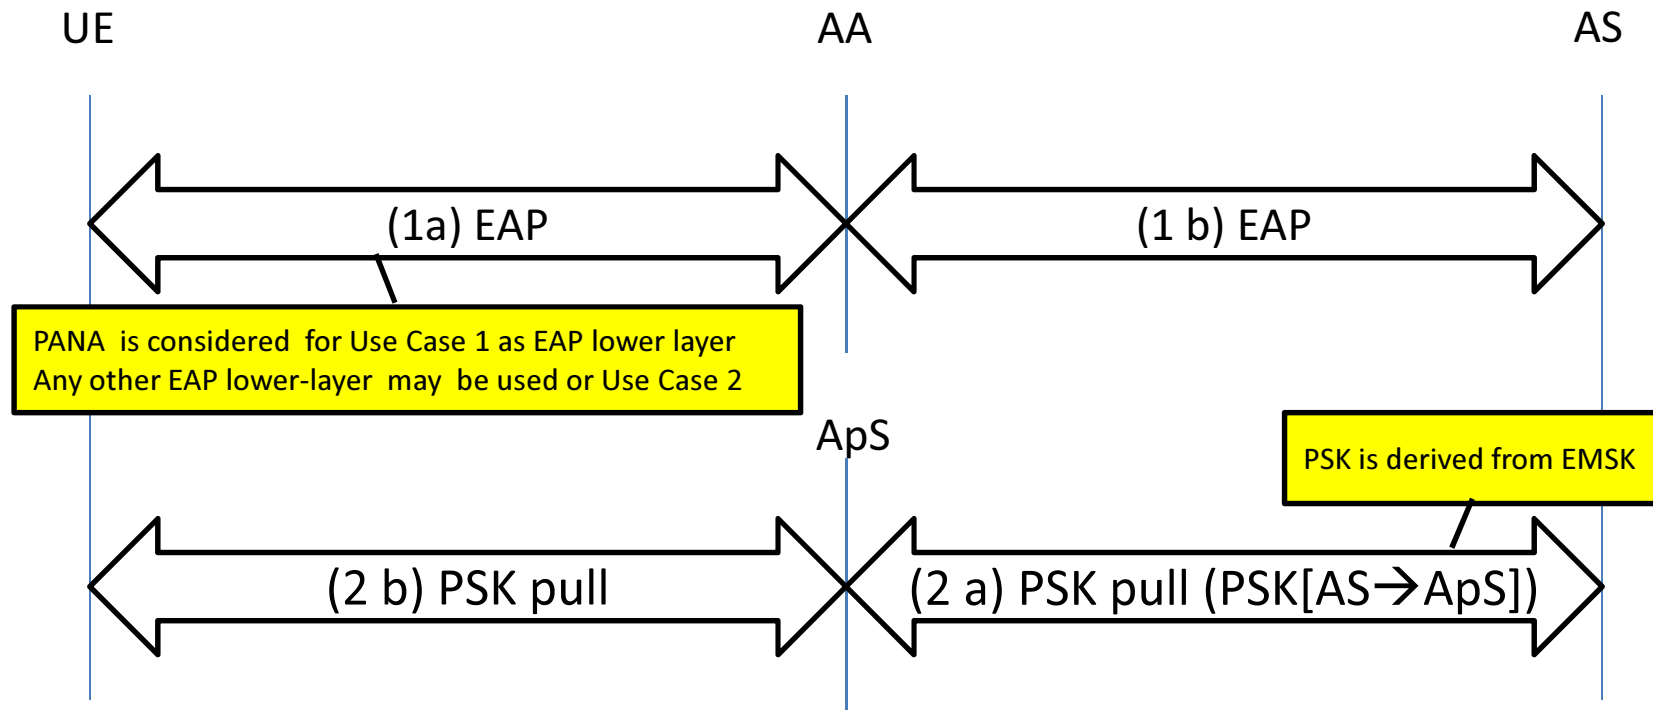 UE AA AS
(1a) EAP (1 b) EAP
PANA is considered for Use Case 1 as EAP lower layer
Any other EAP lower-layer may be used or Use Case 2
ApS
PSK is derived from EMSK
(2 b) PSK pull (2 a) PSK pull (PSK[AS→ApS])